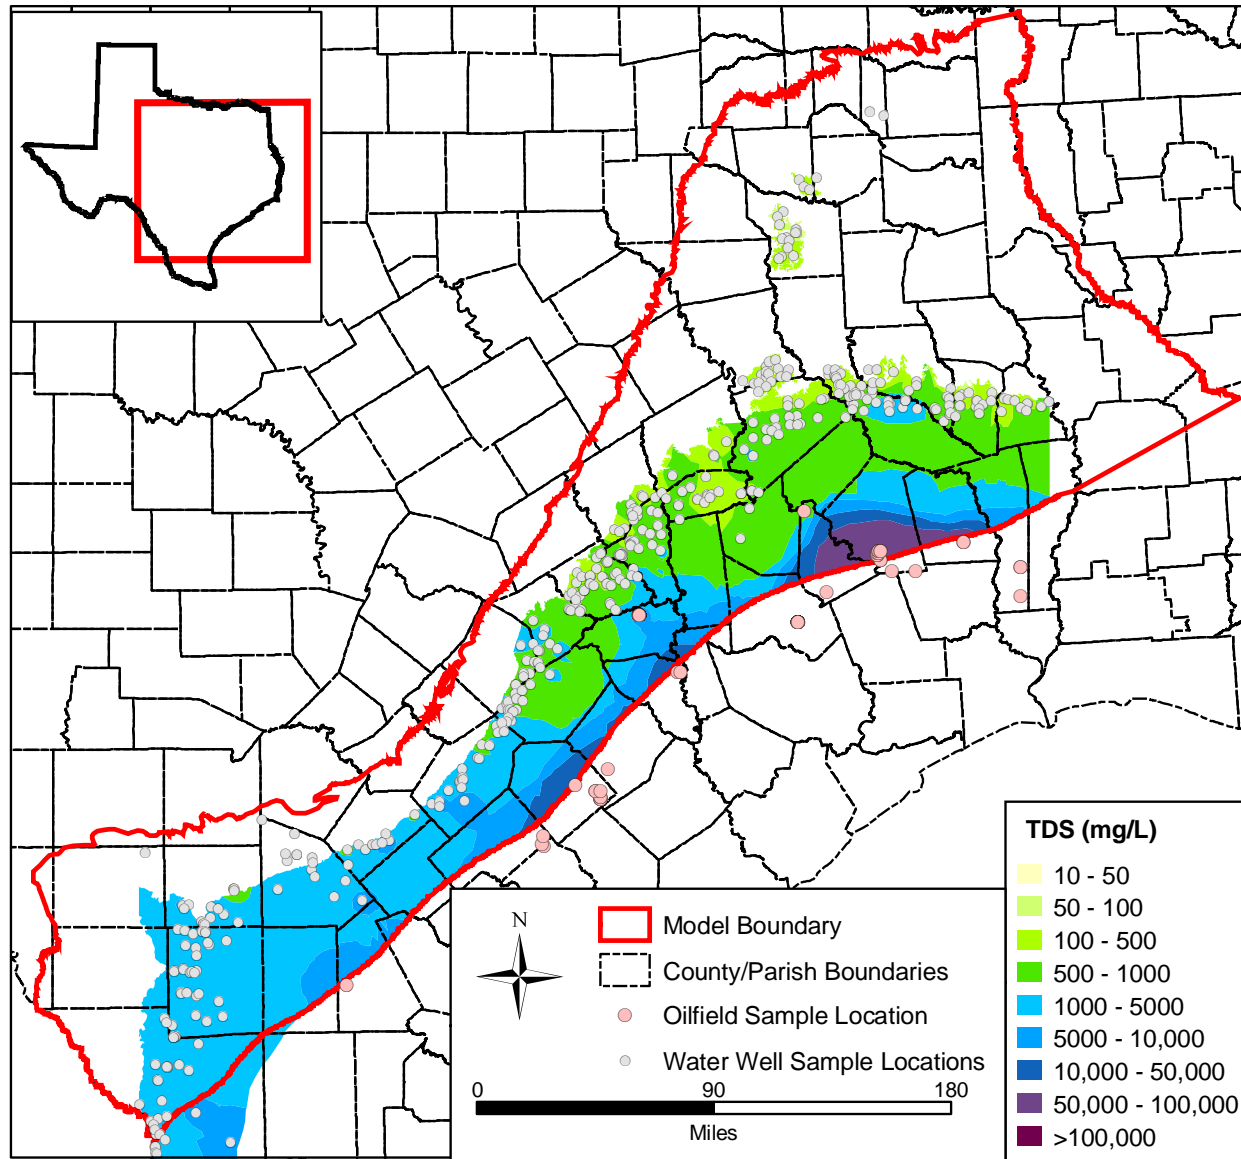 N
Model Boundary
County/Parish Boundaries
Oilfield Sample Location
Water Well Sample Locations
0 90 180
Miles
TDS (mg/L)
10 - 50
50 - 100
100 - 500
500 - 1000
1000 - 5000
5000 - 10,000
10,000 - 50,000
50,000 - 100,000
>100,000